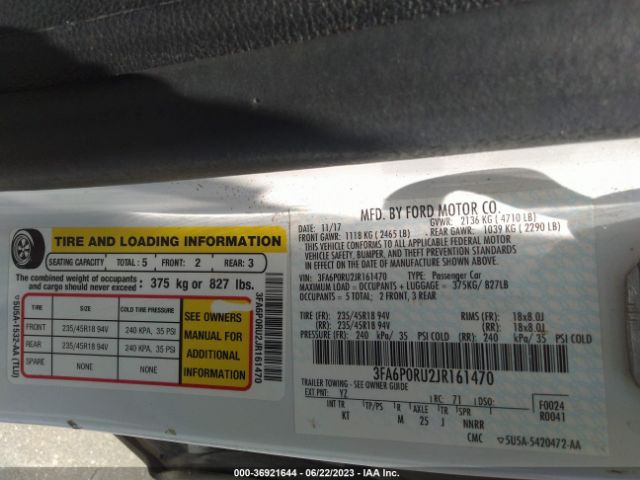 TIRE AND LOADING INFORMATION
SEATING CAPACITY TOTAL: 5 FRONT: 2 REAR: 3
The combined weight of occupants and cargo should never exceed : 375 kg or 827 lbs.
TIRE SIZE COLD TIRE PRESSURE
FRONT 235/45R18 94V 240 KPA, 35 PSI
REAR 235/45R18 94V 240 KPA, 35 PSI
SPARE NONE NONE
SEE OWNERS
MANUAL FOR
ADDITIONAL
INFORMATION
5U5A-1532-AA (TLU)
3FA6P0RU2JR161470
MFD. BY FORD MOTOR CO.
DATE: 11/17 GVWR: 2136 KG ( 4710 LB)
FRONT GAWR: 1118 KG ( 2465 LB) REAR GAWR: 1039 KG ( 2290 LB)
THIS VEHICLE CONFORMS TO ALL APPLICABLE FEDERAL MOTOR
VEHICLE SAFETY, BUMPER, AND THEFT PREVENTION STANDARDS
IN EFFECT ON THE DATE OF MANUFACTURE SHOWN ABOVE.
VIN: 3FA6P0RU2JR161470 TYPE: Passenger Car
MAXIMUM LOAD = OCCUPANTS + LUGGAGE = 375KG/ 827LB
OCCUPANTS = 5 TOTAL: 2 FRONT, 3 REAR
TIRE (FR): 235/45R18 94V RIMS (FR): 18x8.0J
(RR): 235/45R18 94V (RR): 18x8.0J
PRESSURE (FR): 240 kPa/ 35 PSI COLD (RR): 240 kPa/ 35 PSI COLD
3FA6P0RU2JR161470
TRAILER TOWING - SEE OWNER GUIDE
EXT PNT: YZ RC: 71 DSO: F0024
INT TR TP/PS R AXLE TR SPR R0041
KT M 25 J NNRR
CMC 5U5A-5420472-AA
000-36921644 - 06/22/2023 - IAA Inc.